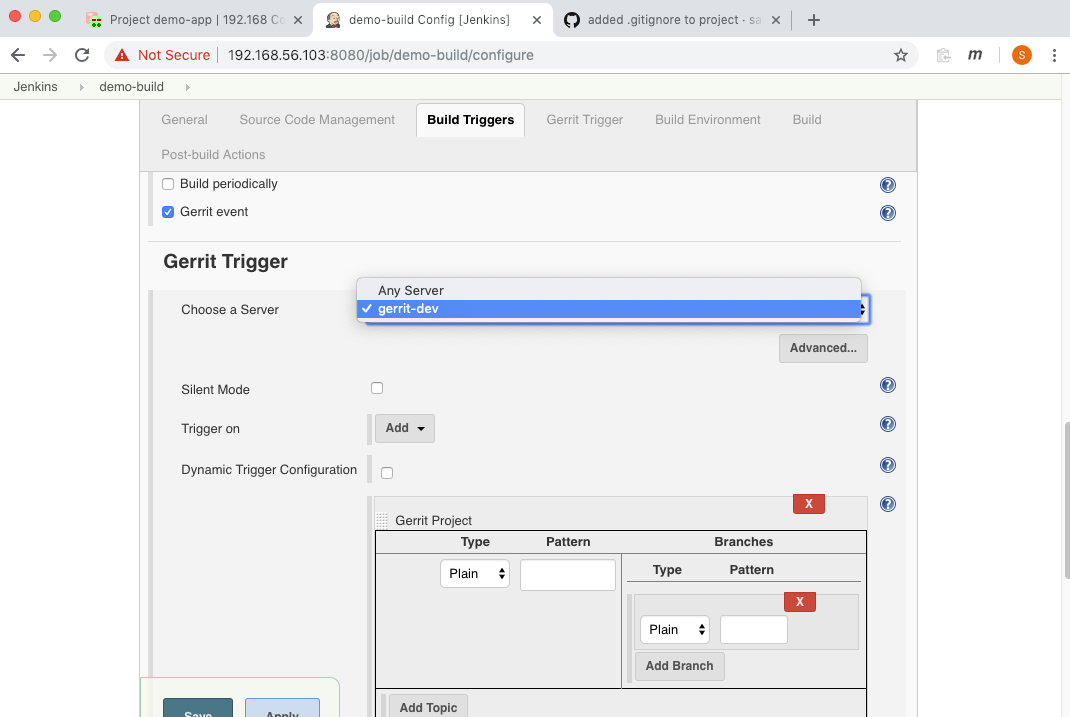 Project demo-app | 192.168 Co
demo-build Config [Jenkins]
added .gitignore to project · sa
Not Secure
192.168.56.103:8080/job/demo-build/configure
m
S
Jenkins
demo-build
General
Source Code Management
Build Triggers
Gerrit Trigger
Build Environment
Build
Post-build Actions
Build periodically
?
Gerrit event
?
Gerrit Trigger
Any Server
Choose a Server
✓ gerrit-dev
Advanced...
Silent Mode
?
Trigger on
Add
?
Dynamic Trigger Configuration
?
X
?
Gerrit Project
Type
Pattern
Branches
Plain
Type
Pattern
X
Plain
Add Branch
Add Topic
Save
Apply